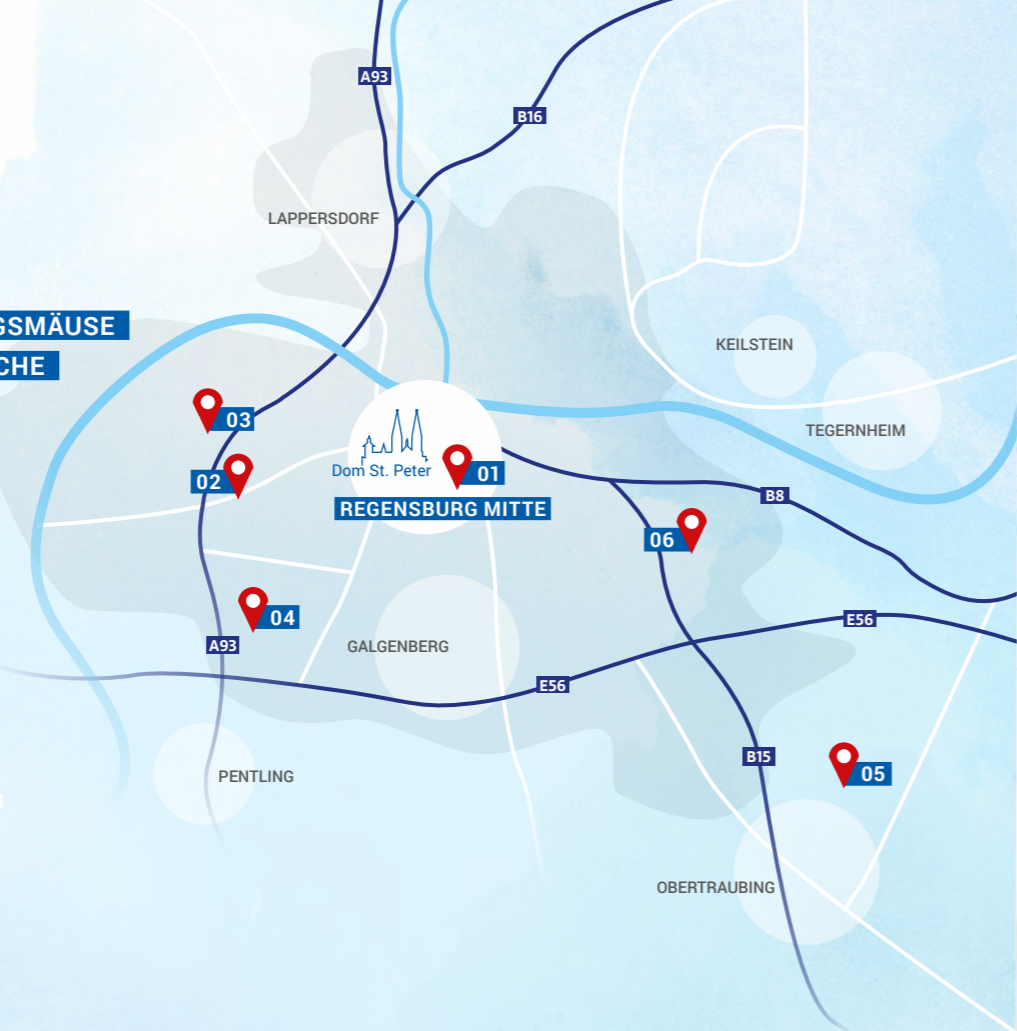 A93
B16
LAPPERSDORF
GSMÄUSE
CHE
KEILSTEIN
03
TEGERNHEIM
Dom St. Peter
01
02
REGENSBURG MITTE
B8
06
04
A93
GALGENBERG
E56
E56
B15
PENTLING
05
OBERTRAUBING